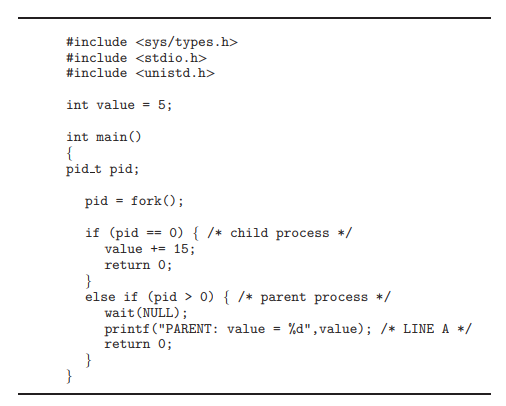 #include <sys/types.h>
#include <stdio.h>
#include <unistd.h>
int value = 5;
int main()
{
pid_t pid;
pid = fork();
if (pid == 0) { /* child process */
value += 15;
return 0;
}
else if (pid > 0) { /* parent process */
wait(NULL);
printf("PARENT: value = %d",value); /* LINE A */
return 0;
}
}